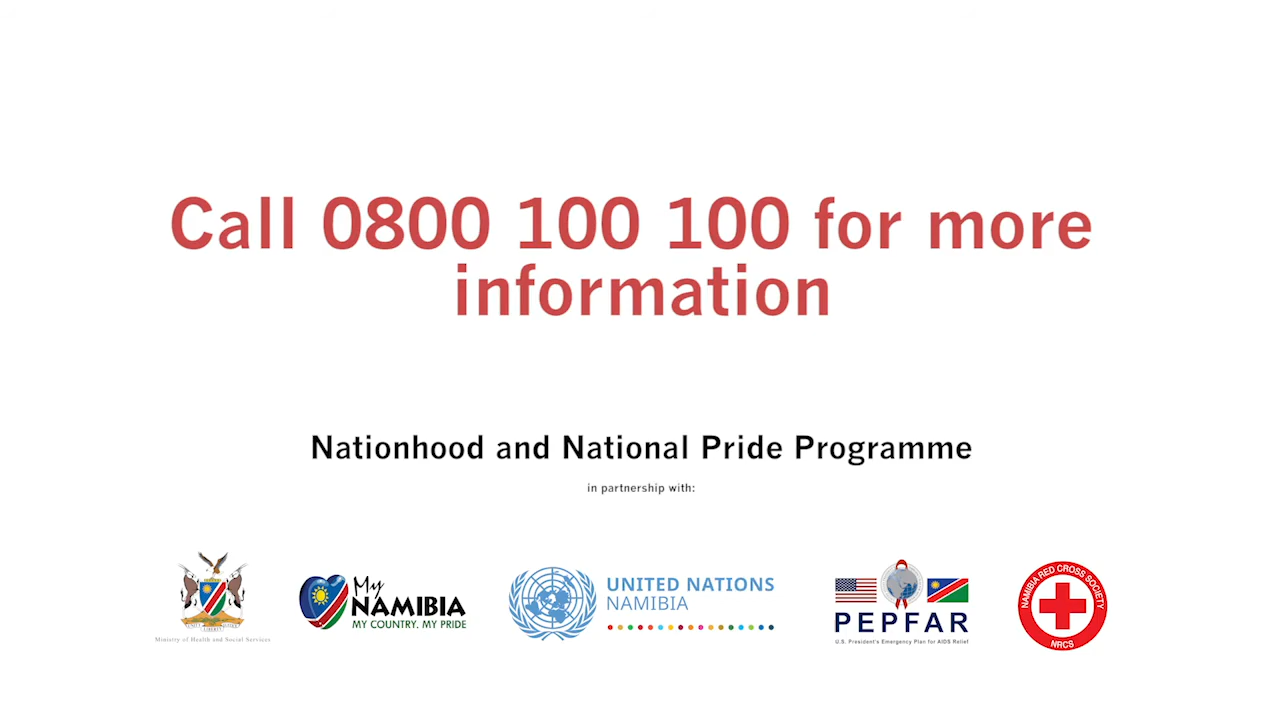 Call 0800 100 100 for more
information
Nationhood and National Pride Programme
in partnership with:
Ministry of Health and Social Services
My
NAMIBIA
MY COUNTRY. MY PRIDE
UNITED NATIONS
NAMIBIA
PEPFAR
U.S. President's Emergency Plan for AIDS Relief
NAMIBIA RED CROSS SOCIETY
NRCS